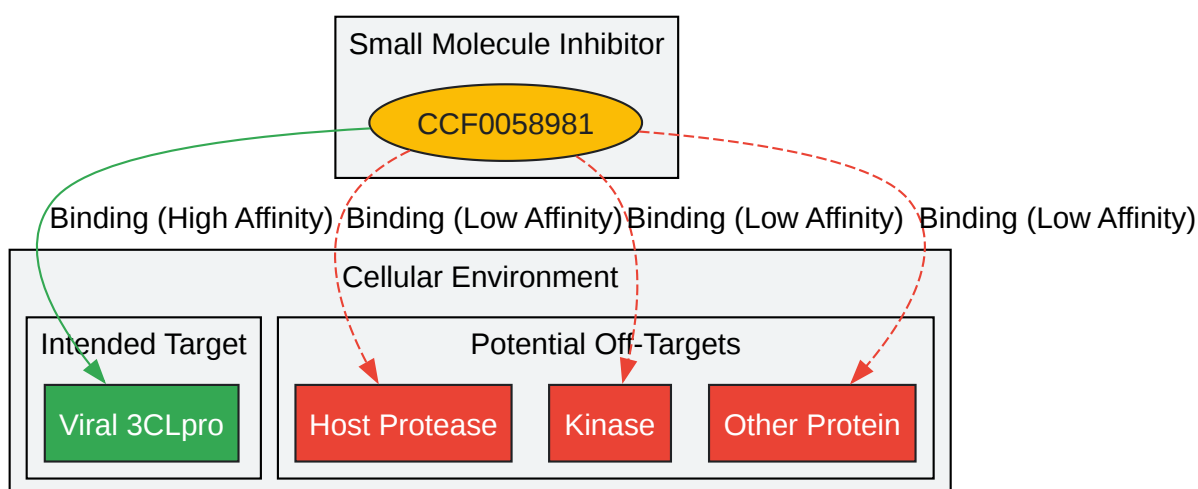 Small Molecule Inhibitor
CCF0058981
Binding (High Affinity)
Binding (Low Affinity)
Binding (Low Affinity)
Binding (Low Affinity)
Cellular Environment
Intended Target
Potential Off-Targets
Viral 3CLpro
Host Protease
Kinase
Other Protein